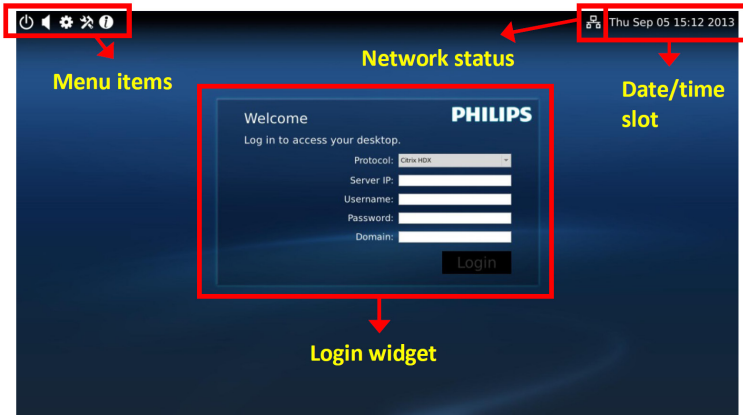 Thu Sep 05 15:12 2013
Network status
Menu items
Date/time
slot
Welcome
PHILIPS
Log in to access your desktop.
Protocol: Citrix HDX
Server IP:
Username:
Password:
Domain:
Login
Login widget